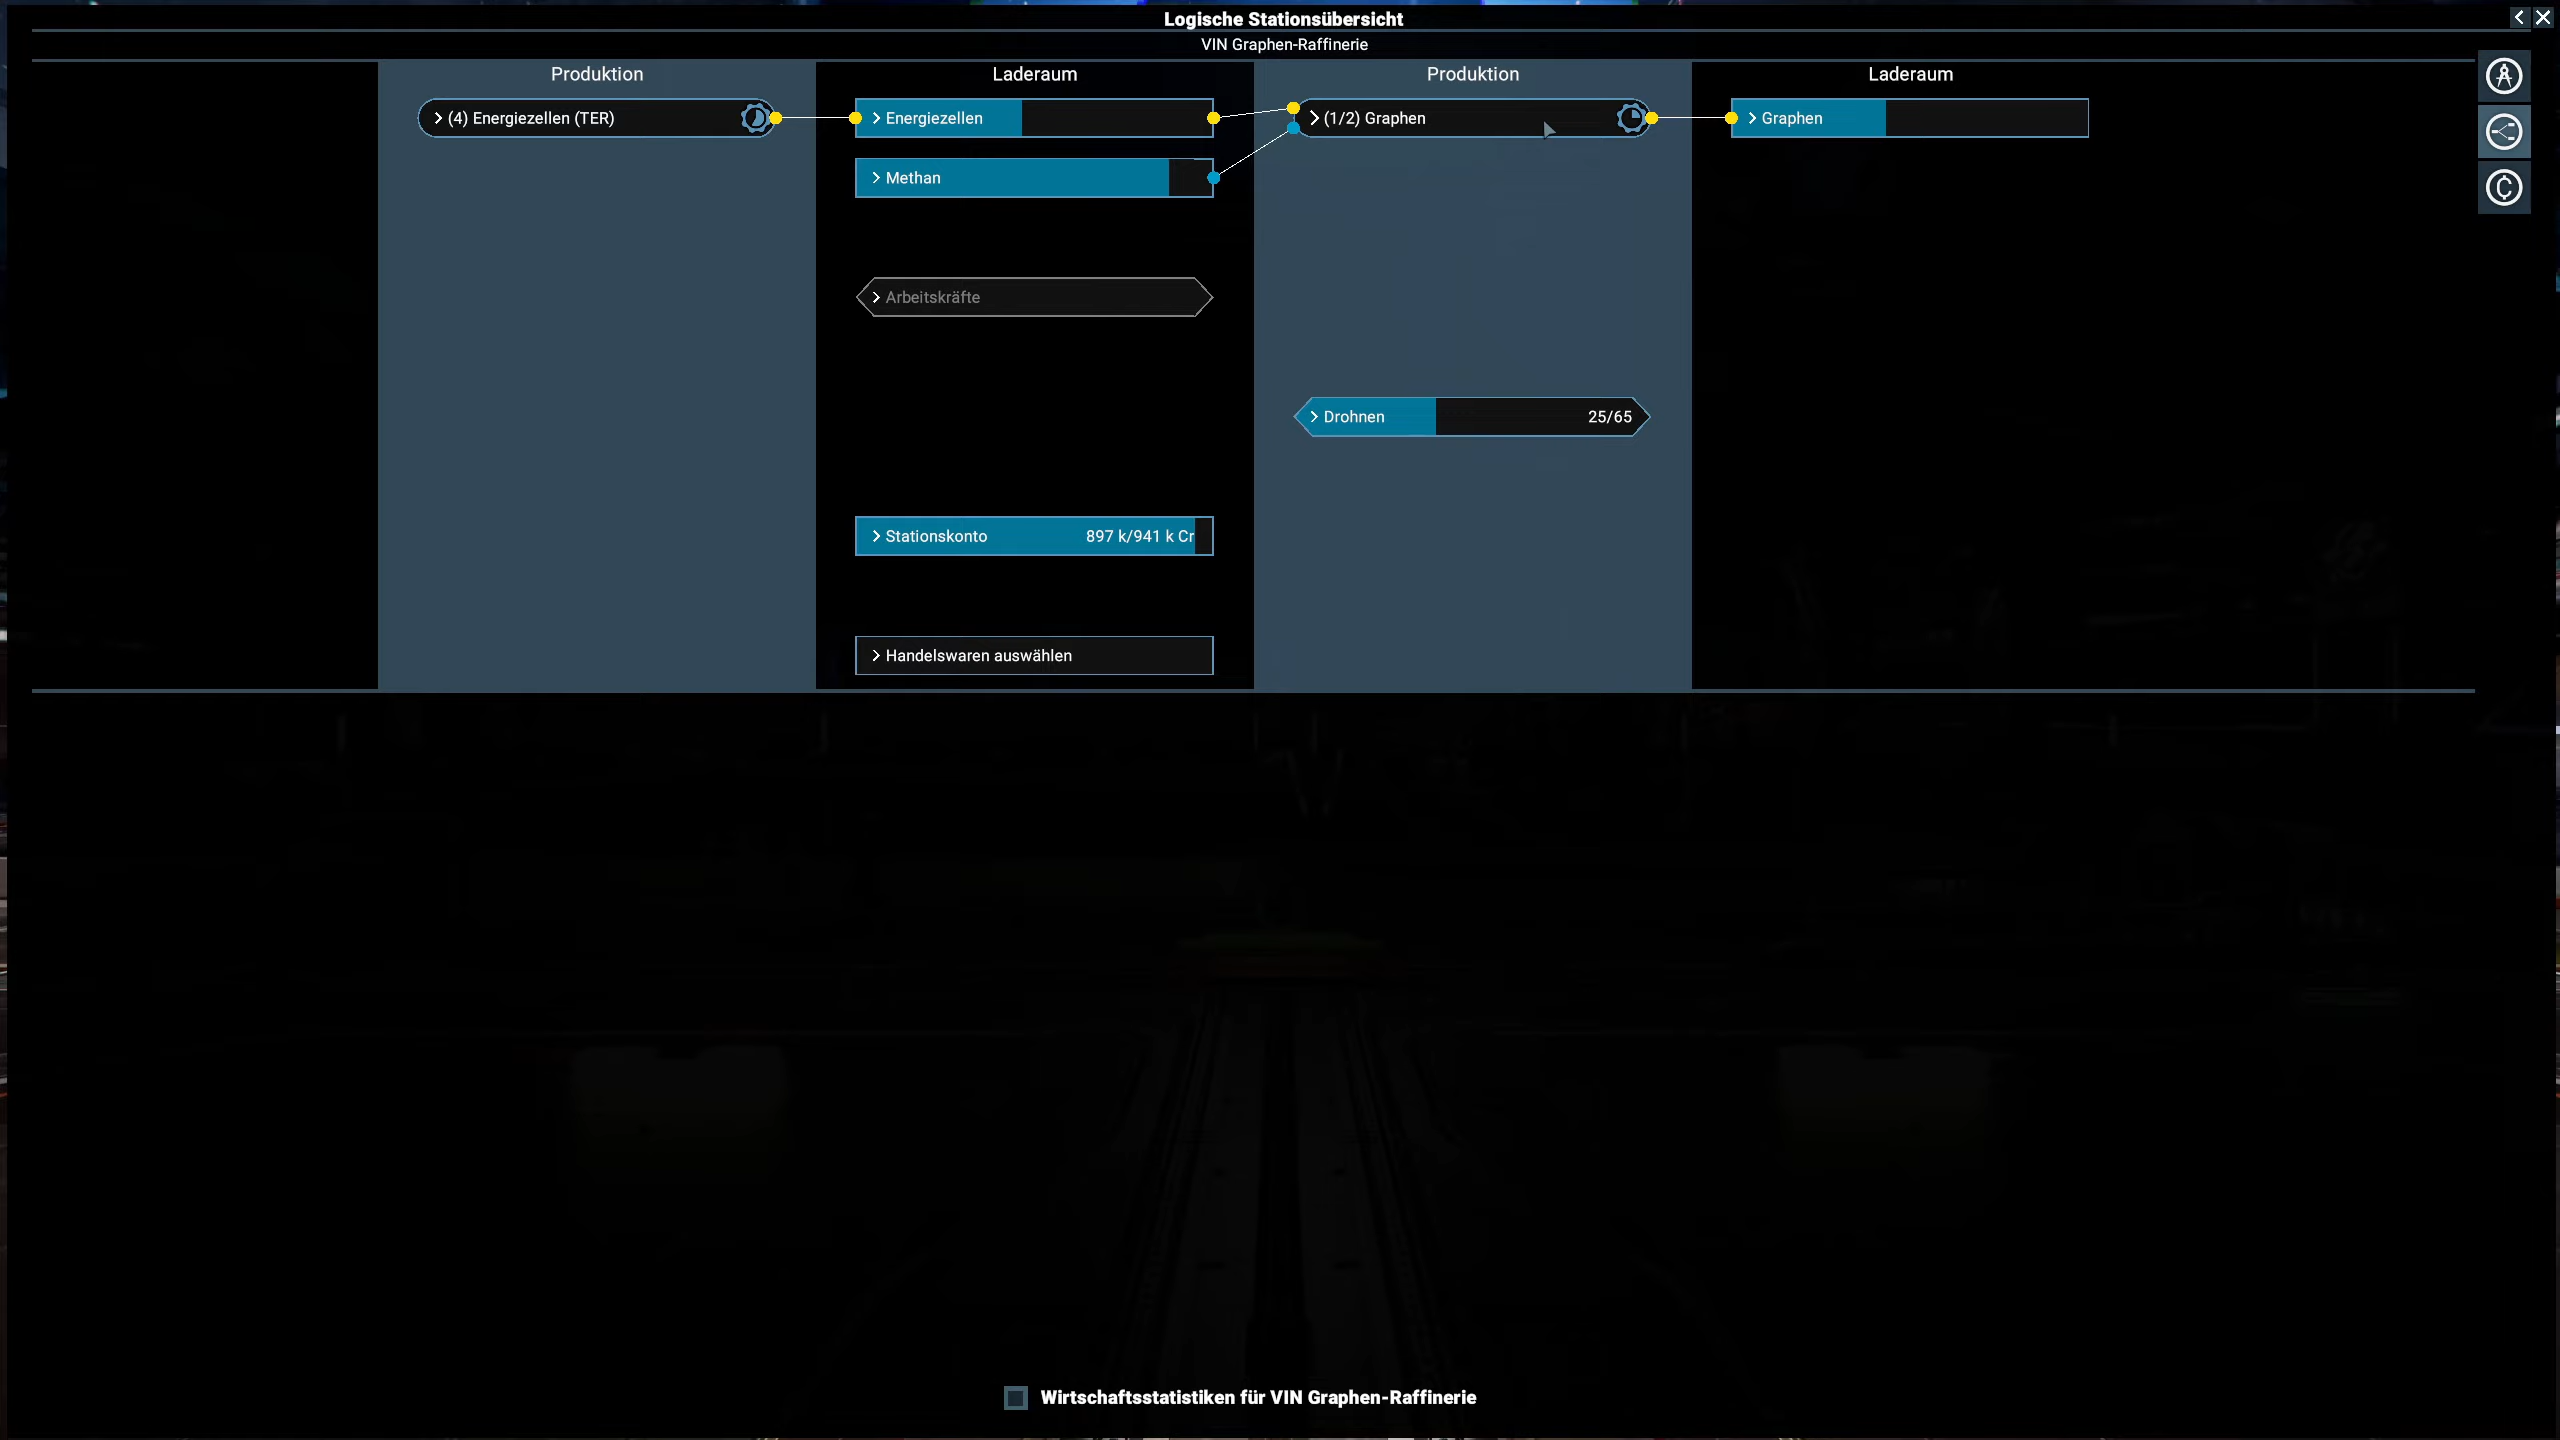 Logische Stationsübersicht
VIN Graphen-Raffinerie
Produktion
Laderaum
Produktion
Laderaum
(4) Energiezellen (TER)
Energiezellen
(1/2) Graphen
Graphen
Methan
Arbeitskräfte
Drohnen 25/65
Stationskonto 897 k/941 k Cr
Handelswaren auswählen
Wirtschaftsstatistiken für VIN Graphen-Raffinerie